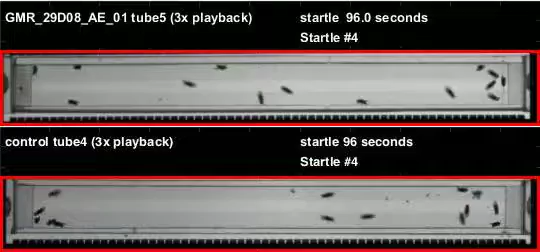 GMR_29D08_AE_01 tube5 (3x playback)
startle  96.0 seconds
Startle #4
control tube4 (3x playback)
startle 96 seconds
Startle #4